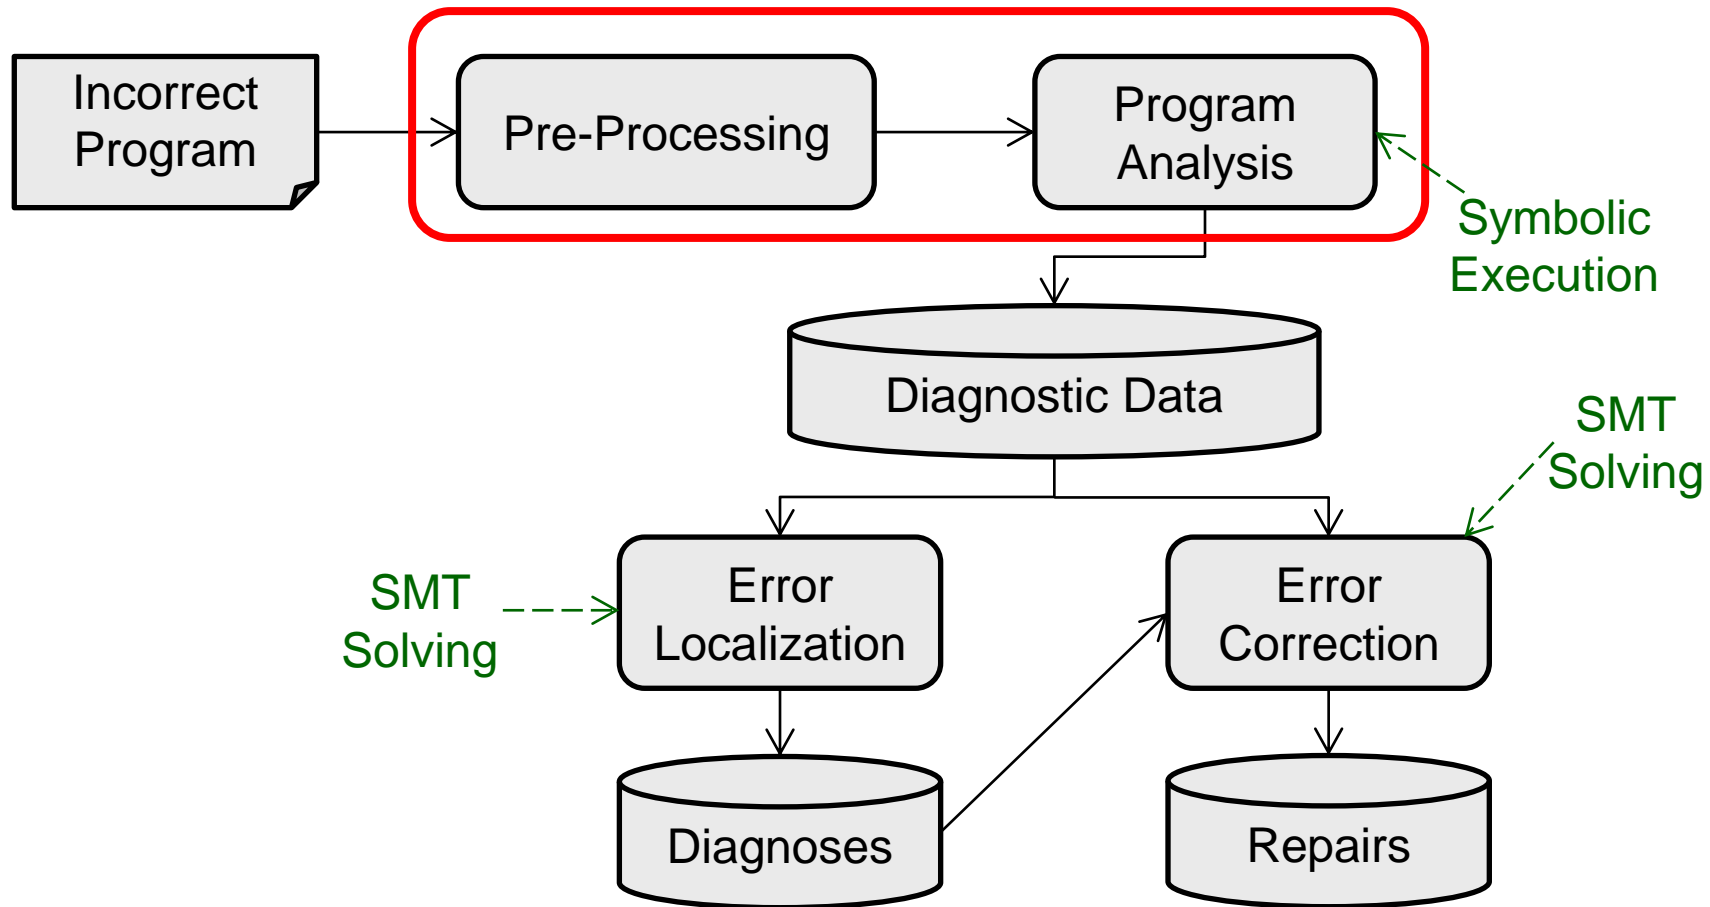 Incorrect
Program
Pre-Processing
Program
Analysis
Symbolic
Execution
Diagnostic Data
SMT
Solving
SMT
Solving
Error
Localization
Error
Correction
Diagnoses
Repairs